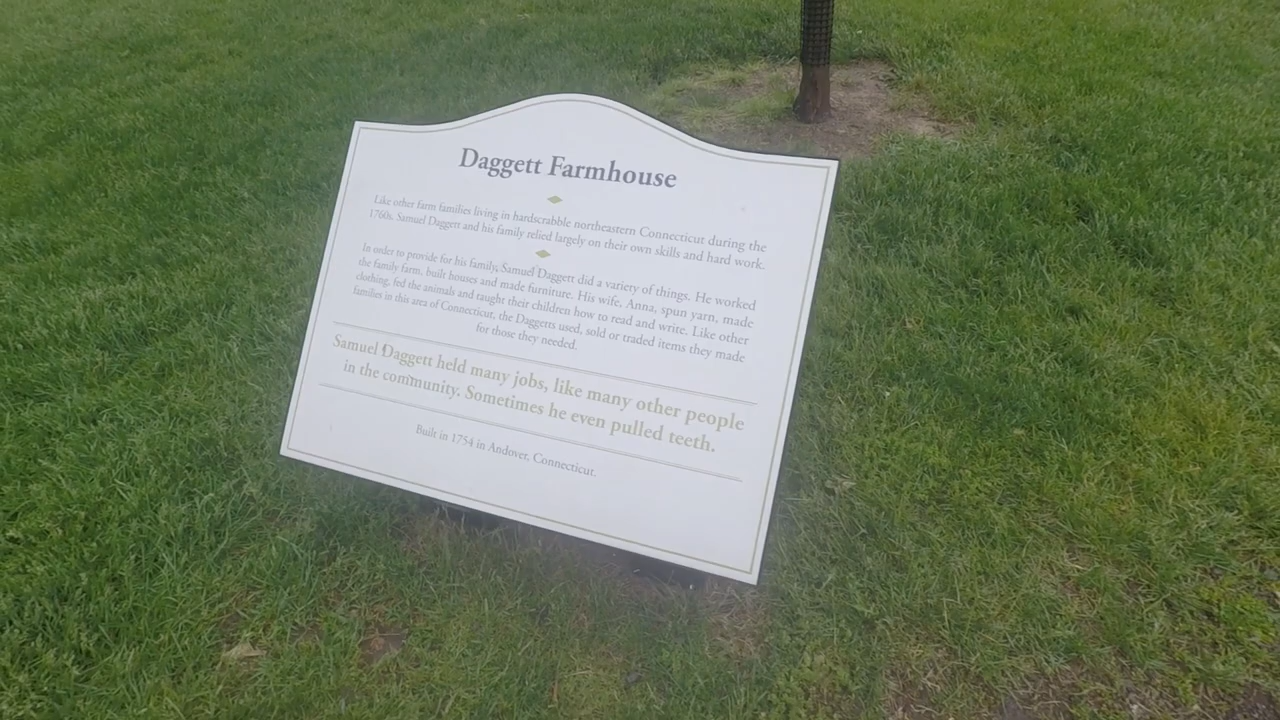 Daggett Farmhouse
Like other farm families living in hardscrabble northeastern Connecticut during the
1760s, Samuel Daggett and his family relied largely on their own skills and hard work.
In order to provide for his family, Samuel Daggett did a variety of things. He worked
the family farm, built houses and made furniture. His wife, Anna, spun yarn, made
clothing, fed the animals and taught their children how to read and write. Like other
families in this area of Connecticut, the Daggetts used, sold or traded items they made
for those they needed.
Samuel Daggett held many jobs, like many other people
in the community. Sometimes he even pulled teeth.
Built in 1754 in Andover, Connecticut.